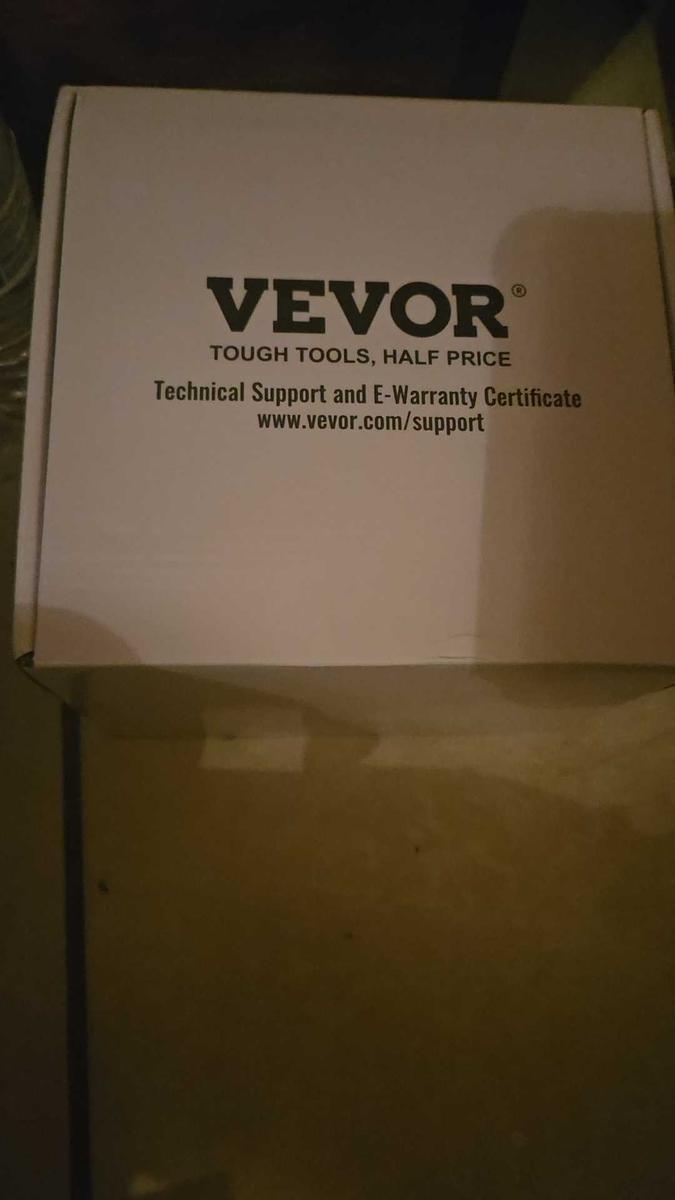 VEVOR®
TOUGH TOOLS, HALF PRICE
Technical Support and E-Warranty Certificate
www.vevor.com/support